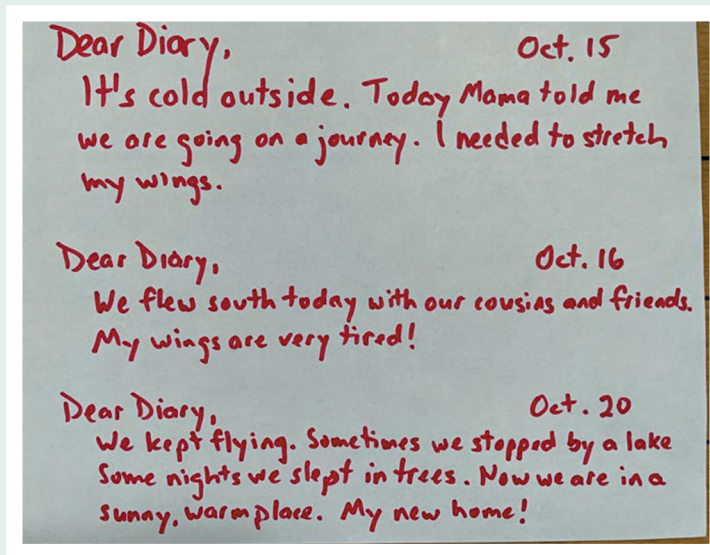 Dear Diary, Oct. 15
It's cold outside. Today Mama told me
we are going on a journey. I needed to stretch
my wings.
Dear Diary, Oct. 16
We flew south today with our cousins and friends.
My wings are very tired!
Dear Diary, Oct. 20
We kept flying. Sometimes we stopped by a lake
Some nights we slept in trees. Now we are in a
sunny, warm place. My new home!